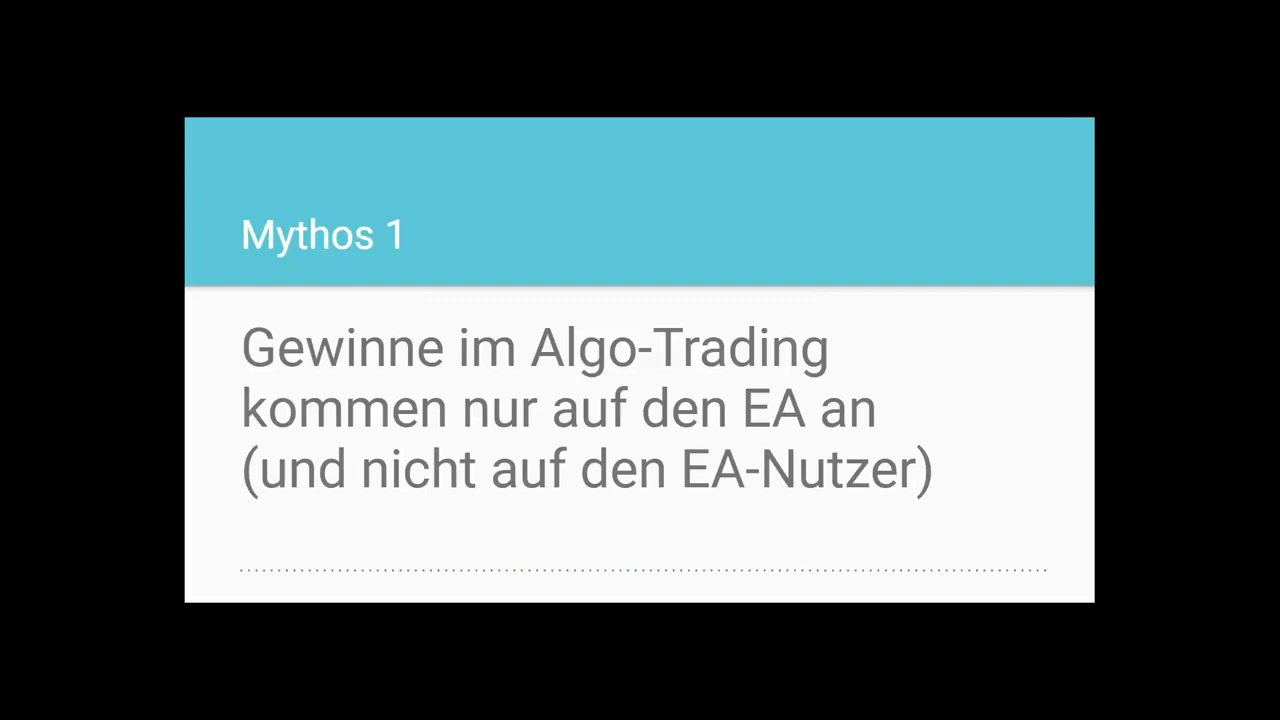 Mythos 1
Gewinne im Algo-Trading
kommen nur auf den EA an
(und nicht auf den EA-Nutzer)